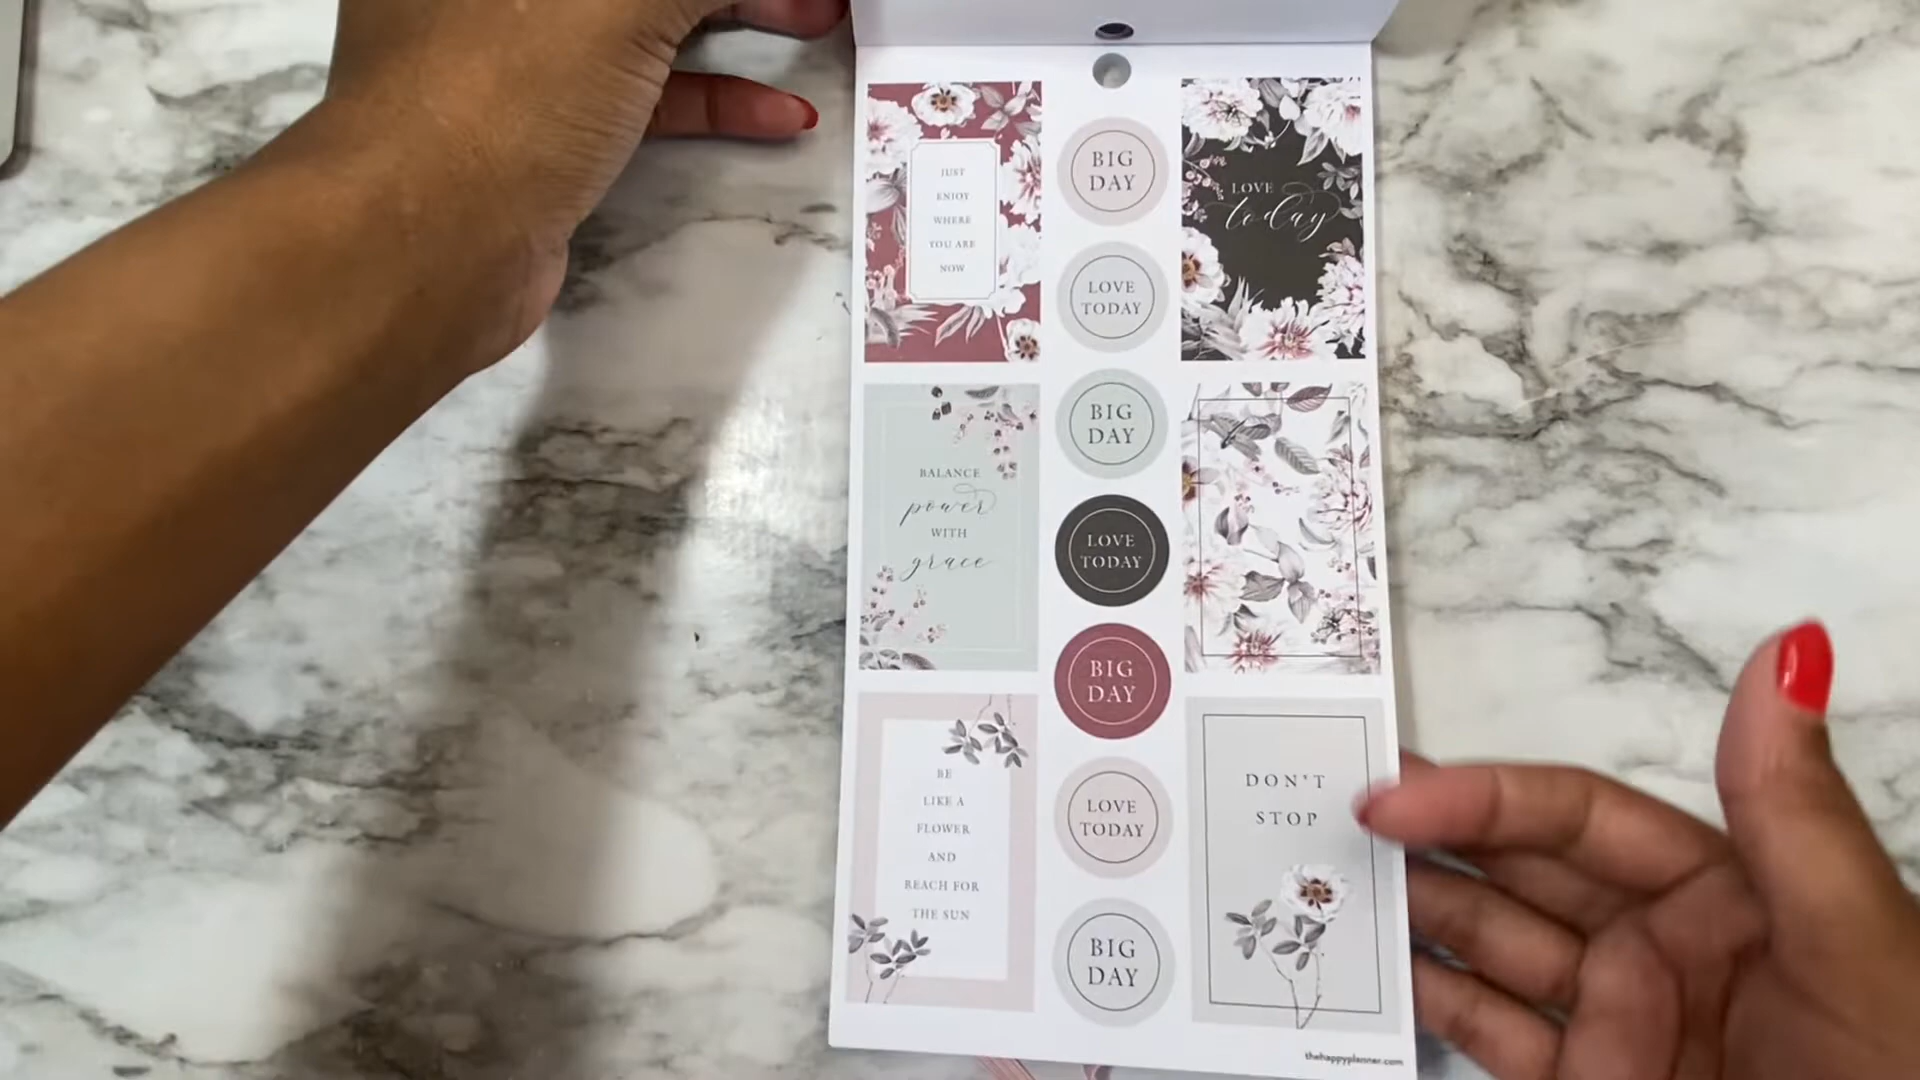 JUST
ENJOY
WHERE
YOU ARE
NOW
BALANCE
power
WITH
grace
BE
LIKE A
FLOWER
AND
REACH FOR
THE SUN
BIG
DAY
LOVE
TODAY
BIG
DAY
LOVE
TODAY
BIG
DAY
LOVE
TODAY
BIG
DAY
LOVE
today
DON'T
STOP
thehappyplanner.com